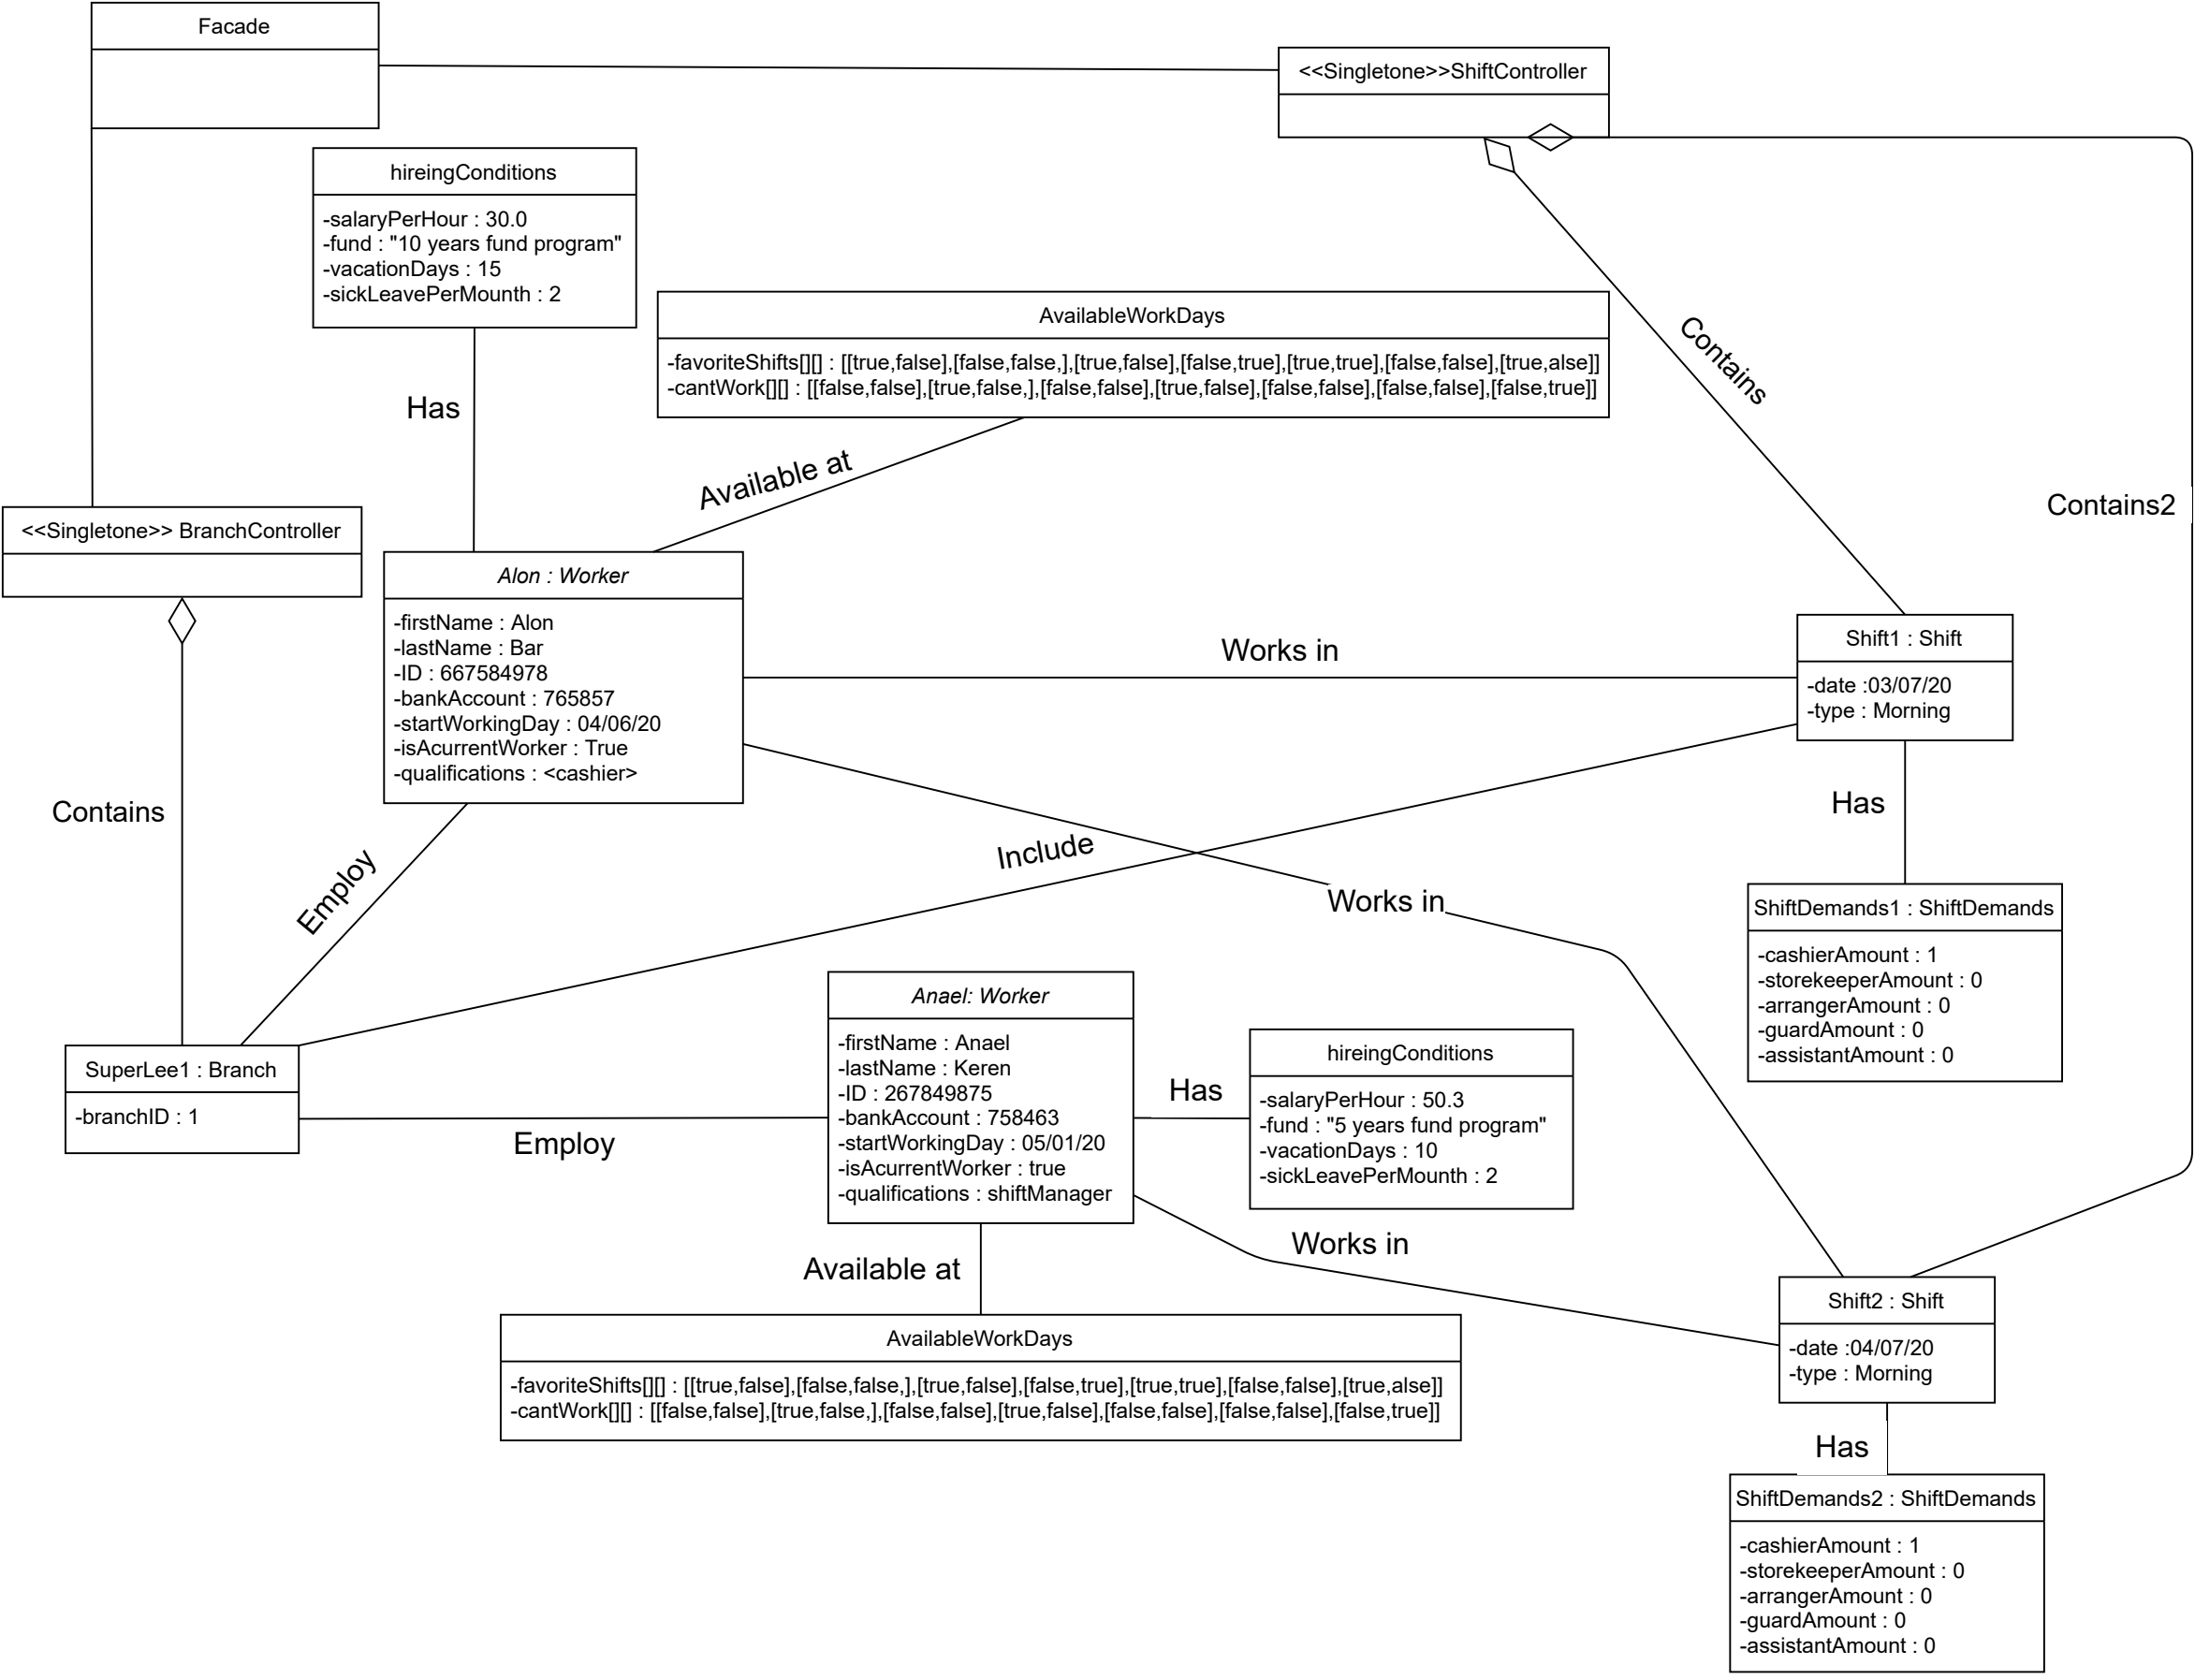 Facade
<<Singletone>>ShiftController
hireingConditions
-salaryPerHour : 30.0
-fund : "10 years fund program"
-vacationDays : 15
-sickLeavePerMounth : 2
AvailableWorkDays
-favoriteShifts[][] : [[true,false],[false,false,],[true,false],[false,true],[true,true],[false,false],[true,alse]]
-cantWork[][] : [[false,false],[true,false,],[false,false],[true,false],[false,false],[false,false],[false,true]]
Contains
Has
Available at
Contains2
<<Singletone>> BranchController
Alon : Worker
-firstName : Alon
-lastName : Bar
-ID : 667584978
-bankAccount : 765857
-startWorkingDay : 04/06/20
-isAcurrentWorker : True
-qualifications : <cashier>
Works in
Shift1 : Shift
-date :03/07/20
-type : Morning
Contains
Employ
Include
Works in
Has
ShiftDemands1 : ShiftDemands
-cashierAmount : 1
-storekeeperAmount : 0
-arrangerAmount : 0
-guardAmount : 0
-assistantAmount : 0
SuperLee1 : Branch
-branchID : 1
Employ
Anael: Worker
-firstName : Anael
-lastName : Keren
-ID : 267849875
-bankAccount : 758463
-startWorkingDay : 05/01/20
-isAcurrentWorker : true
-qualifications : shiftManager
Has
hireingConditions
-salaryPerHour : 50.3
-fund : "5 years fund program"
-vacationDays : 10
-sickLeavePerMounth : 2
Available at
Works in
AvailableWorkDays
-favoriteShifts[][] : [[true,false],[false,false,],[true,false],[false,true],[true,true],[false,false],[true,alse]]
-cantWork[][] : [[false,false],[true,false,],[false,false],[true,false],[false,false],[false,false],[false,true]]
Shift2 : Shift
-date :04/07/20
-type : Morning
Has
ShiftDemands2 : ShiftDemands
-cashierAmount : 1
-storekeeperAmount : 0
-arrangerAmount : 0
-guardAmount : 0
-assistantAmount : 0